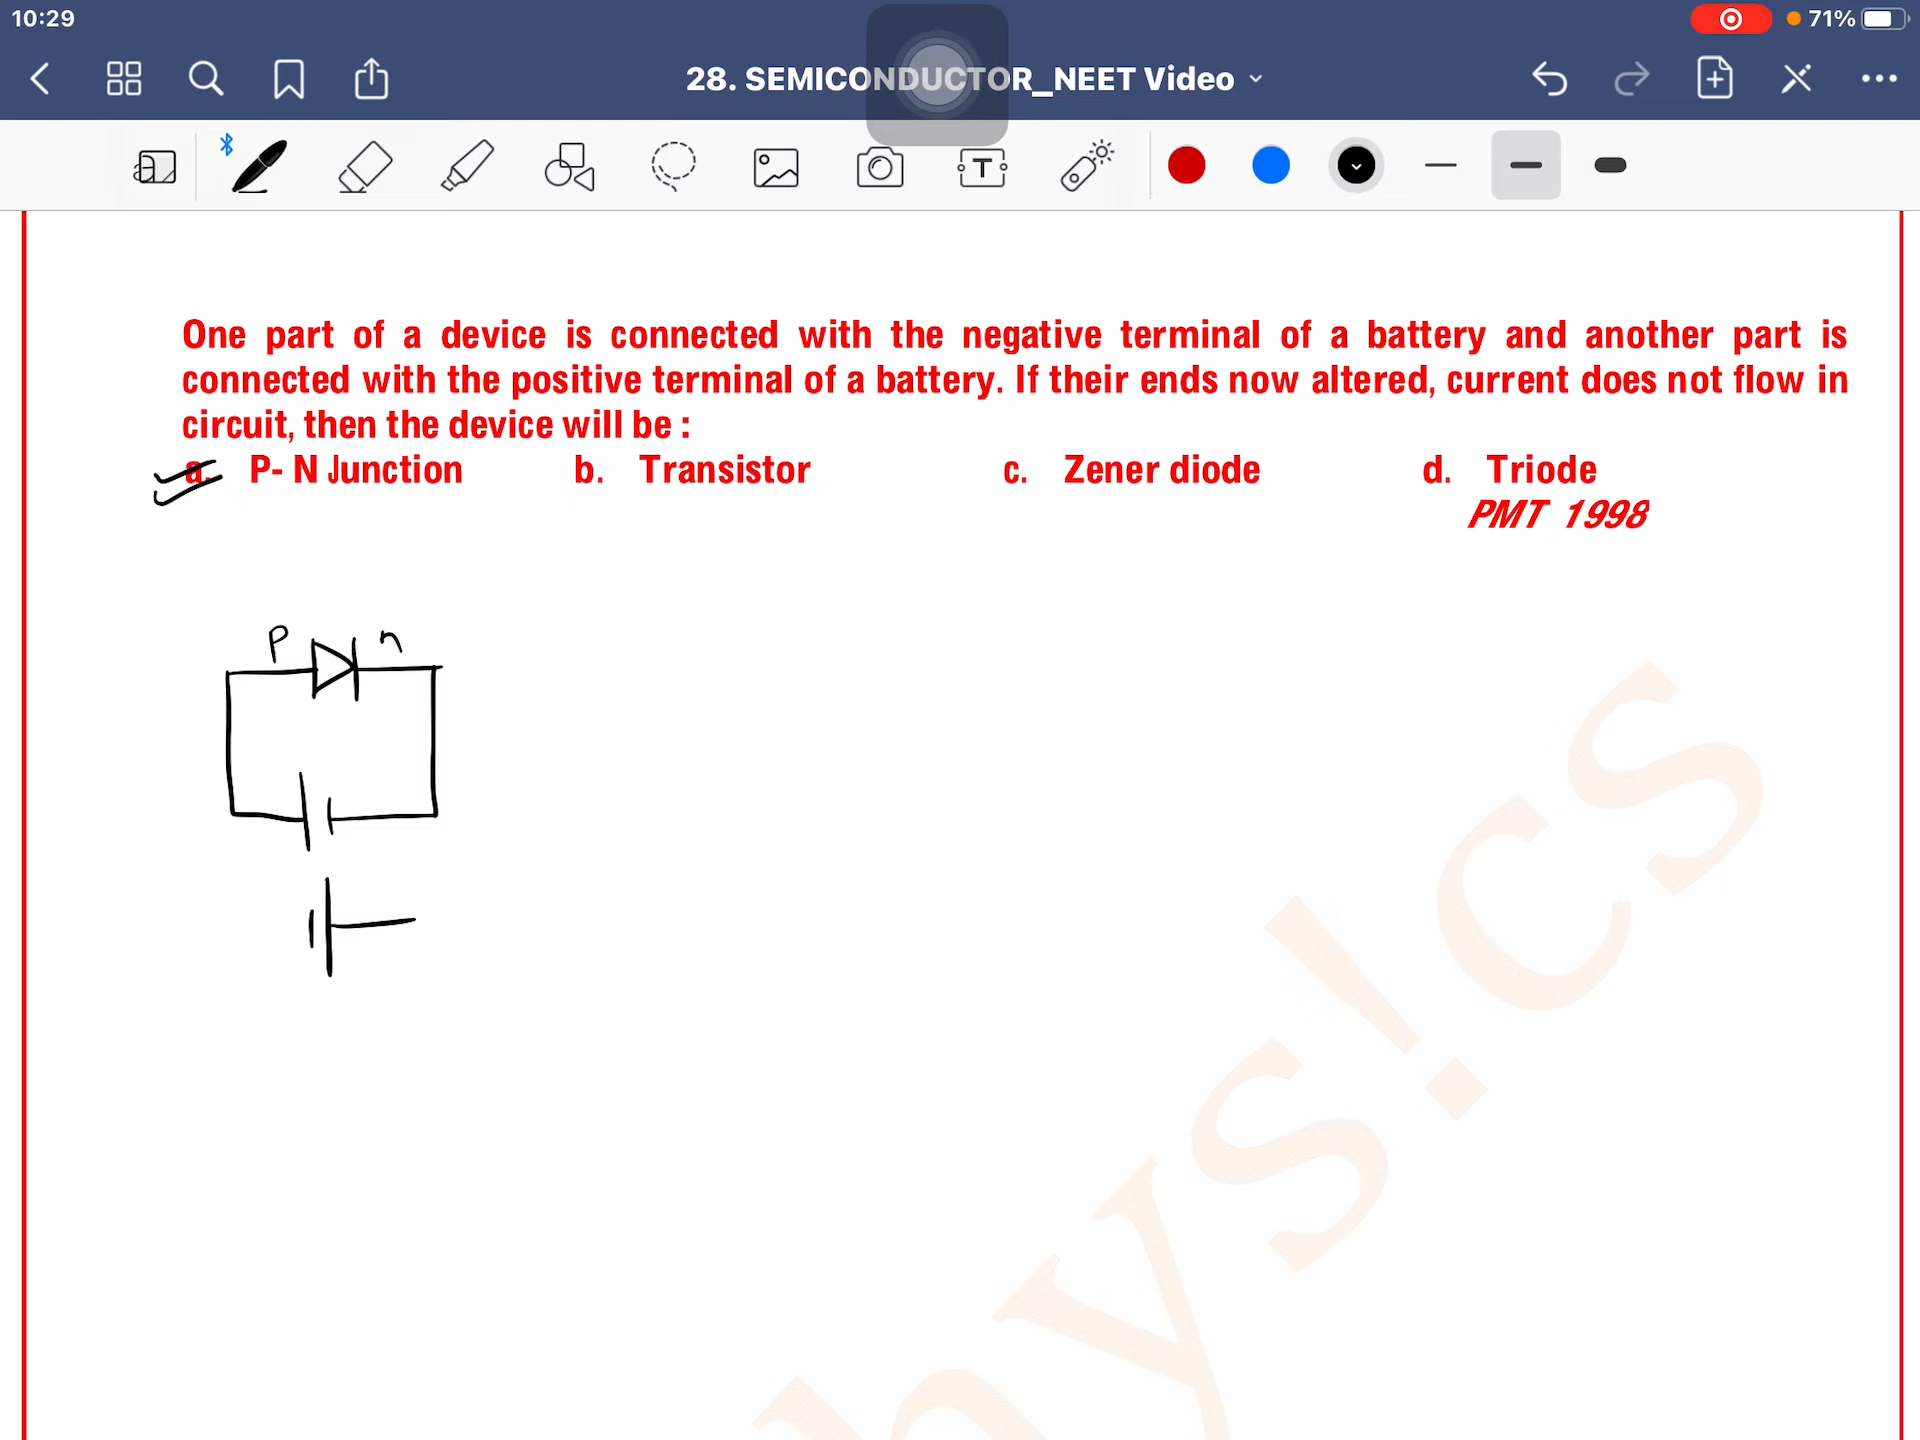 10:29
71%
28. SEMICONDUCTOR_NEET Video
One part of a device is connected with the negative terminal of a battery and another part is
connected with the positive terminal of a battery. If their ends now altered, current does not flow in
circuit, then the device will be :
a. P- N Junction b. Transistor c. Zener diode d. Triode
PMT 1998
P n
hys!cs